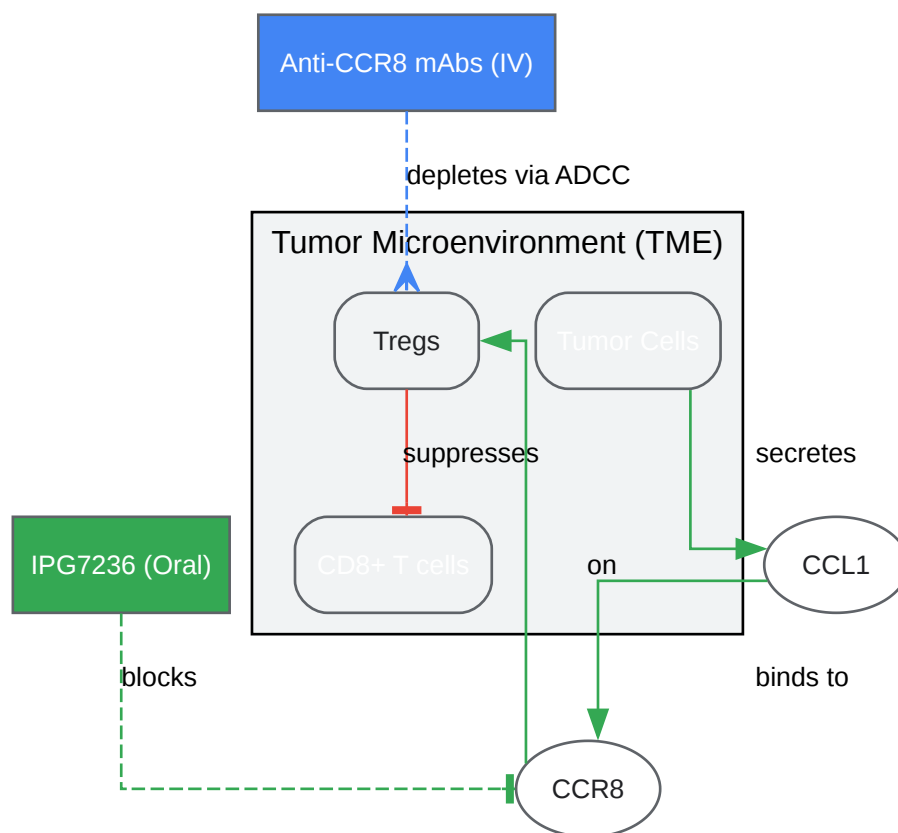 Anti-CCR8 mAbs (IV)
depletes via ADCC
Tumor Microenvironment (TME)
Tregs
Tumor Cells
suppresses
secretes
IPG7236 (Oral)
CD8+ T cells
on
CCL1
blocks
binds to
CCR8